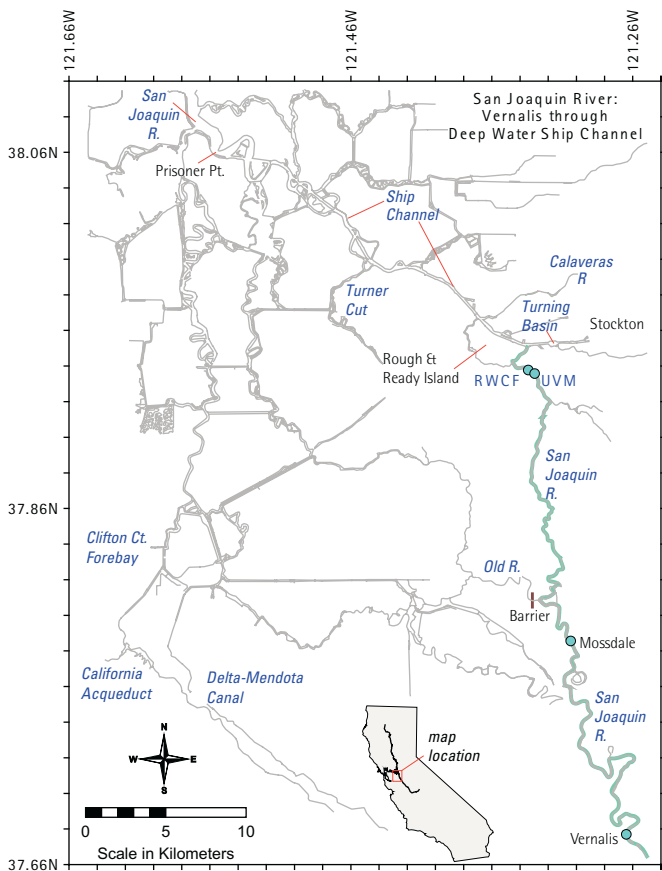 121.66W
121.46W
121.26W
San Joaquin River:
Vernalis through
Deep Water Ship Channel
San
Joaquin
R.
38.06N
Prisoner Pt.
Ship
Channel
Calaveras
R
Turner
Cut
Turning
Basin
Stockton
Rough &
Ready Island
RWCF
UVM
San
Joaquin
R.
37.86N
Clifton Ct.
Forebay
Old R.
Barrier
Mossdale
California
Acqueduct
Delta-Mendota
Canal
San
Joaquin
R.
map
location
N
W
E
S
0
5
10
Scale in Kilometers
Vernalis
37.66N